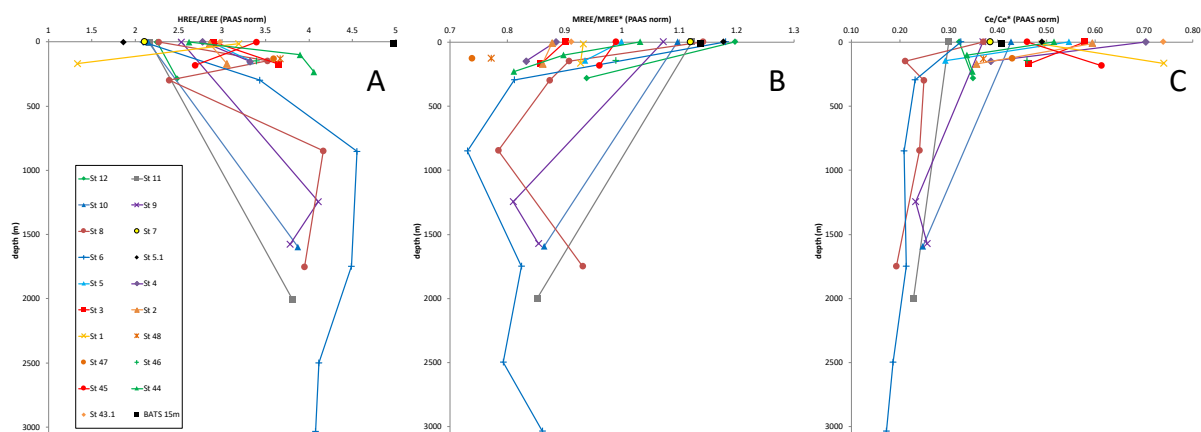 HREE/LREE (PAAS norm)
1 1.5 2 2.5 3 3.5 4 4.5 5
0
500
1000
1500
2000
2500
3000
depth (m)
A
St 12 St 11
St 10 St 9
St 8 St 7
St 6 St 5.1
St 5 St 4
St 3 St 2
St 1 St 48
St 47 St 46
St 45 St 44
St 43.1 BATS 15m
MREE/MREE* (PAAS norm)
0.7 0.8 0.9 1 1.1 1.2 1.3
0
500
1000
1500
2000
2500
3000
depth (m)
B
Ce/Ce* (PAAS norm)
0.10 0.20 0.30 0.40 0.50 0.60 0.70 0.80
0
500
1000
1500
2000
2500
3000
depth (m)
C